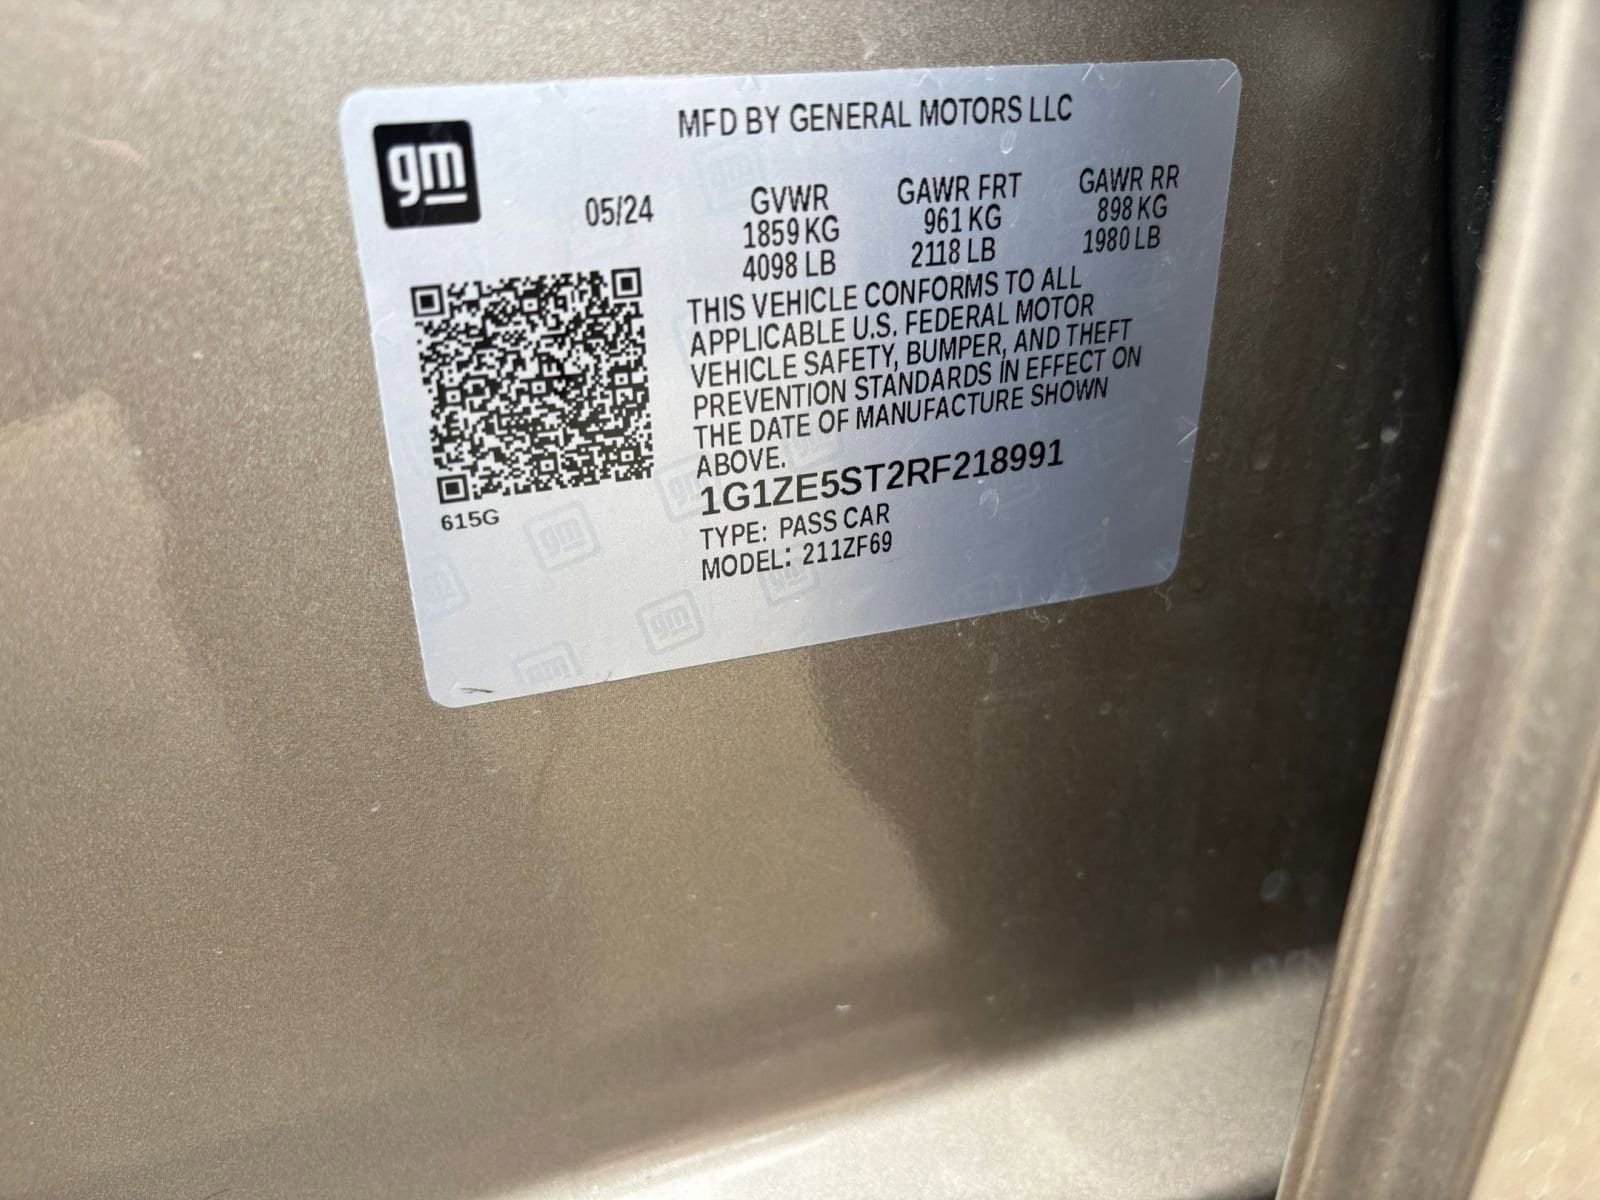 gm
MFD BY GENERAL MOTORS LLC
05/24
GVWR
1859 KG
4098 LB
GAWR FRT
961 KG
2118 LB
GAWR RR
898 KG
1980 LB
THIS VEHICLE CONFORMS TO ALL
APPLICABLE U.S. FEDERAL MOTOR
VEHICLE SAFETY, BUMPER, AND THEFT
PREVENTION STANDARDS IN EFFECT ON
THE DATE OF MANUFACTURE SHOWN
ABOVE.
1G1ZE5ST2RF218991
TYPE: PASS CAR
MODEL: 211ZF69
615G